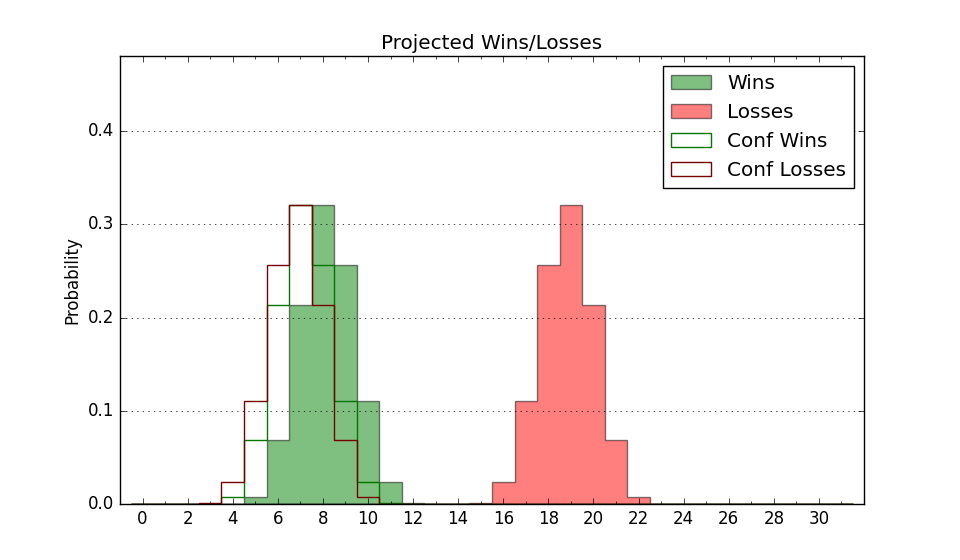 Projected Wins/Losses
Wins
Losses
Conf Wins
Conf Losses
Probability
0.4
0.3
0.2
0.1
0.0
0 2 4 6 8 10 12 14 16 18 20 22 24 26 28 30